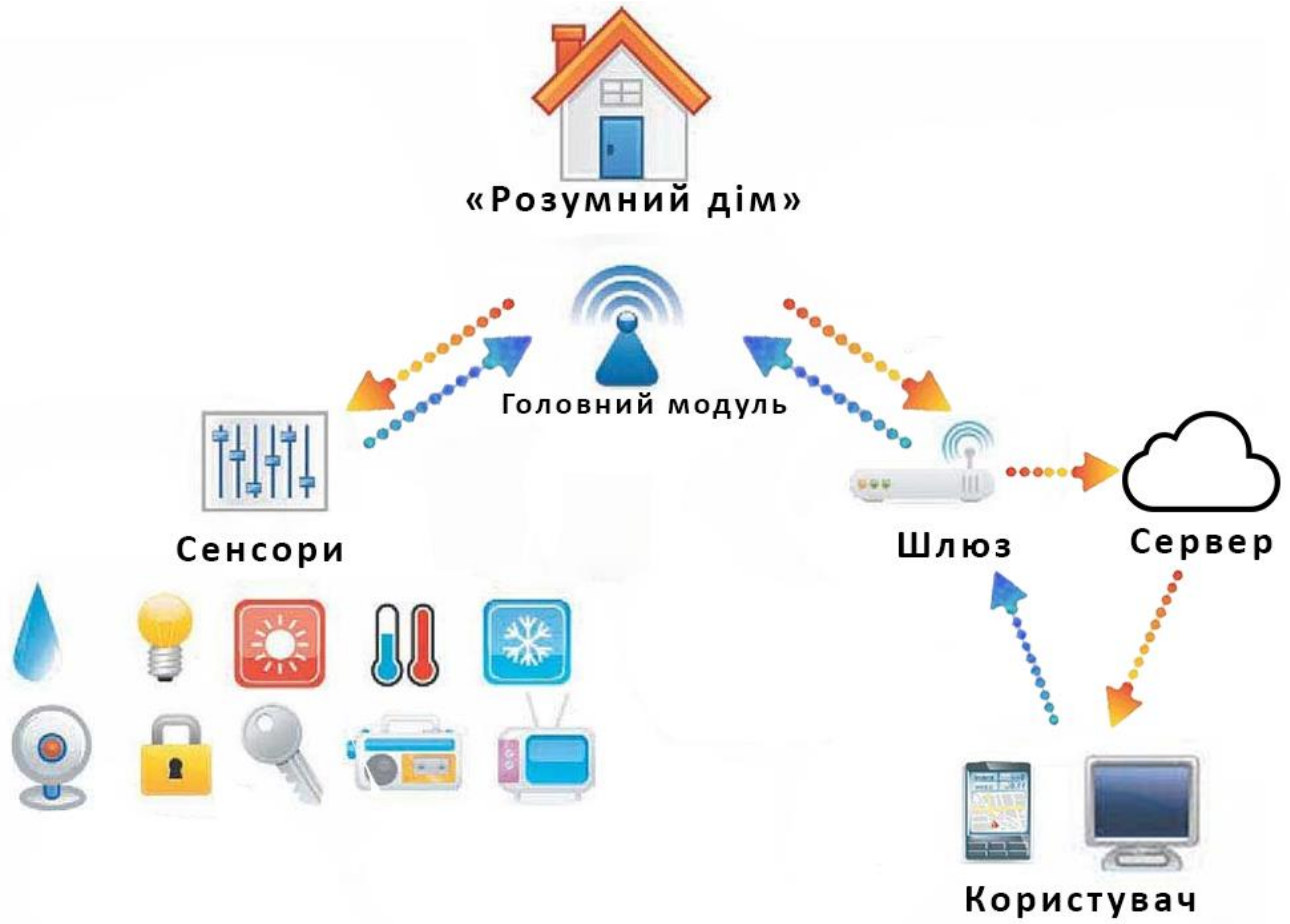 «Розумний дім»
Головний модуль
Сенсори
Шлюз
Сервер
Користувач